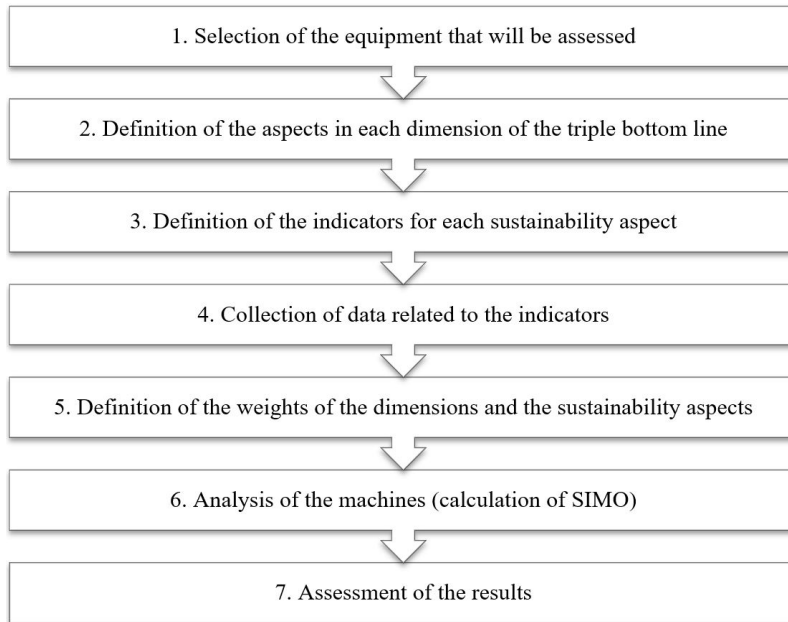 1. Selection of the equipment that will be assessed
2. Definition of the aspects in each dimension of the triple bottom line
3. Definition of the indicators for each sustainability aspect
4. Collection of data related to the indicators
5. Definition of the weights of the dimensions and the sustainability aspects
6. Analysis of the machines (calculation of SIMO)
7. Assessment of the results